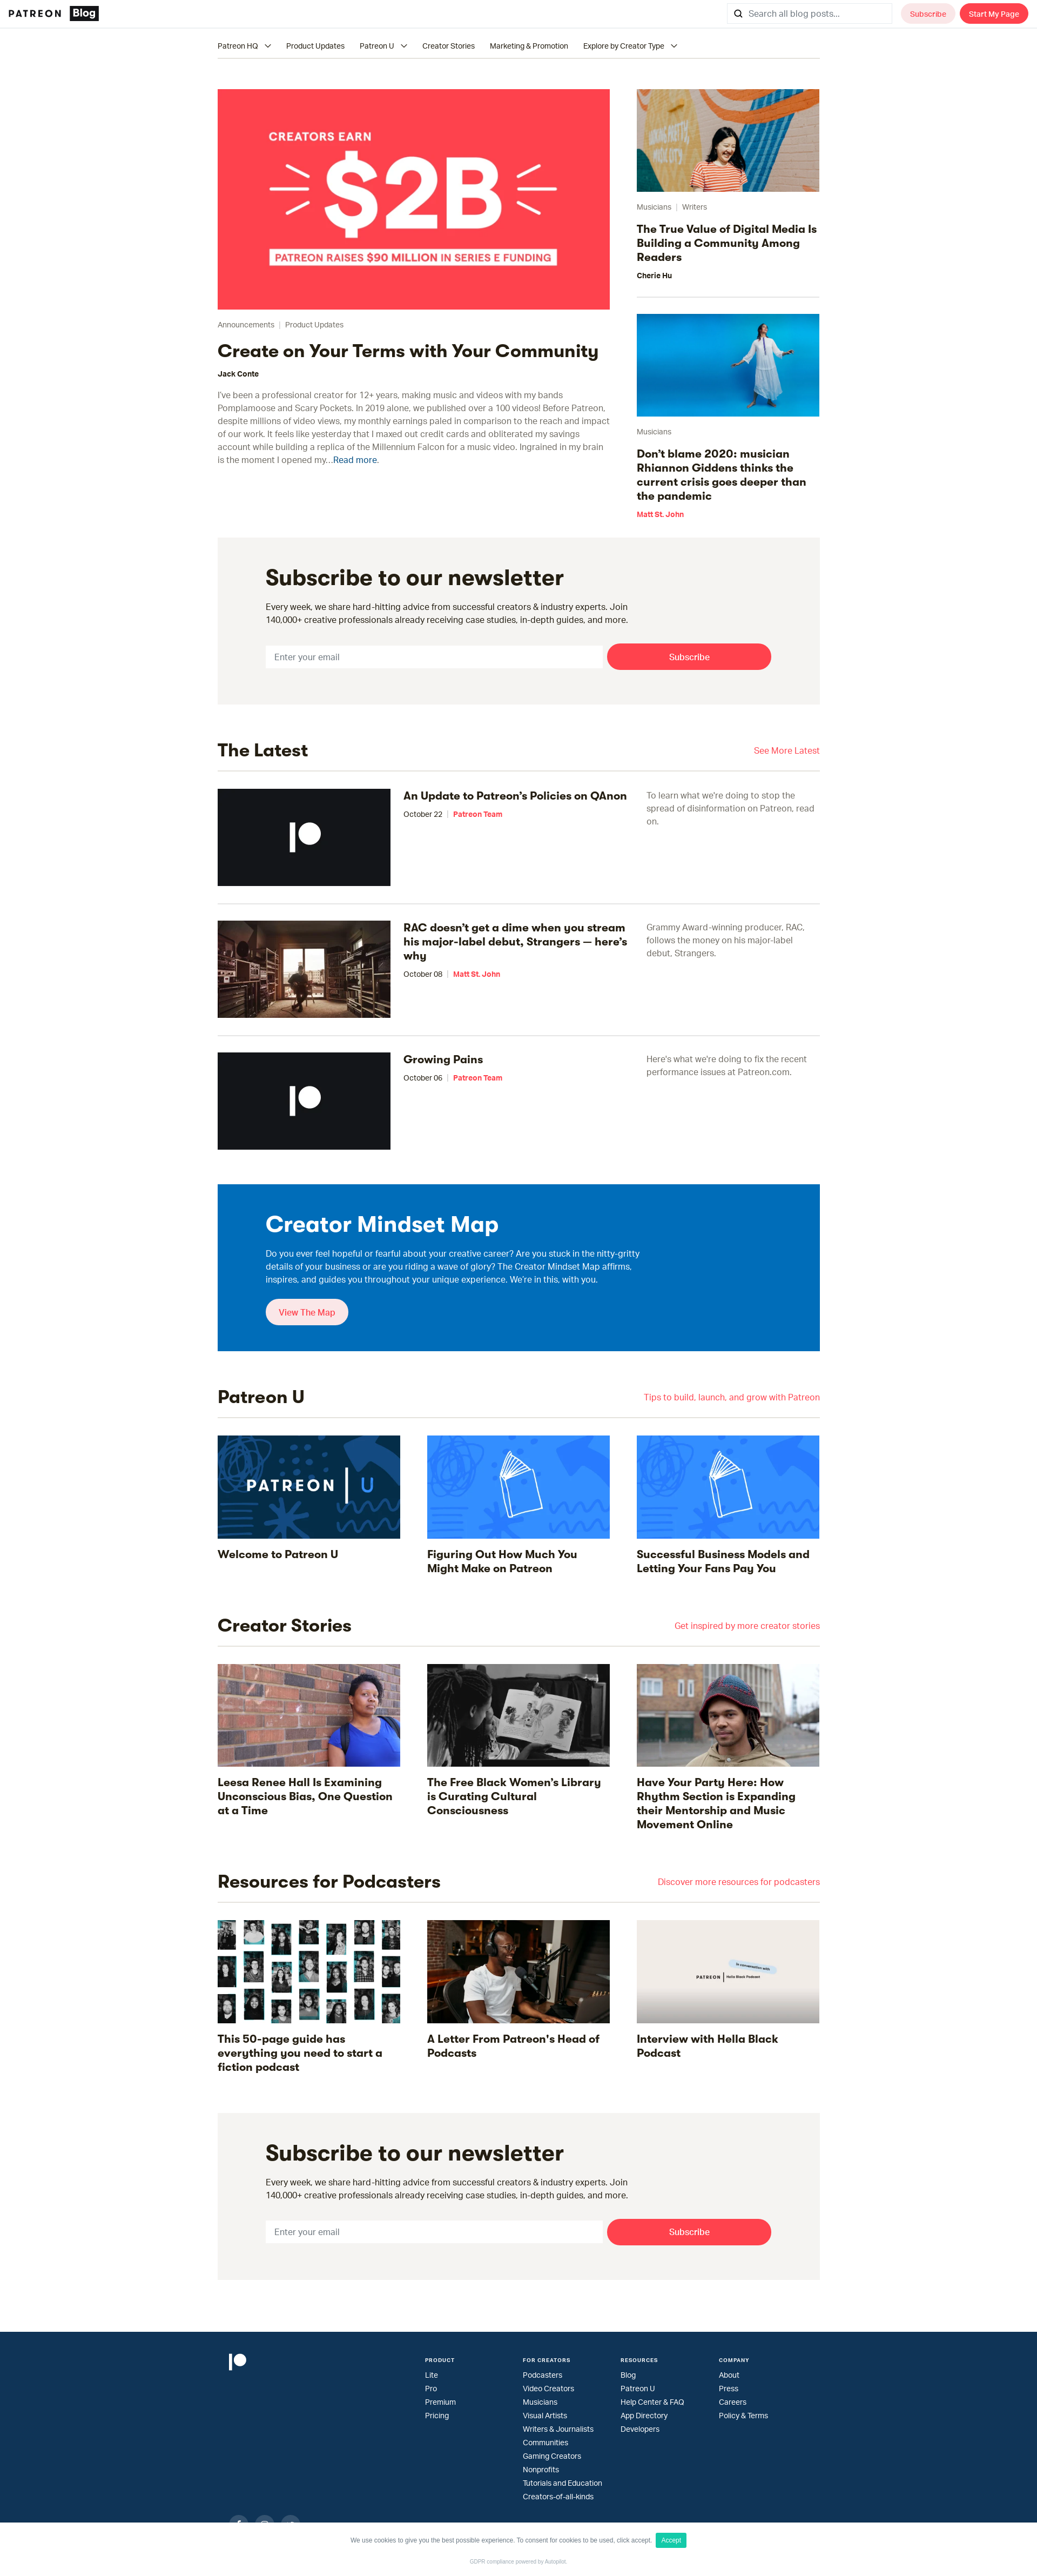 PATREON Blog
Search all blog posts...
Subscribe
Start My Page
Patreon HQ
Product Updates
Patreon U
Creator Stories
Marketing & Promotion
Explore by Creator Type
CREATORS EARN
$2B
PATREON RAISES $90 MILLION IN SERIES E FUNDING
Announcements | Product Updates
Create on Your Terms with Your Community
Jack Conte
I've been a professional creator for 12+ years, making music and videos with my bands
Pomplamoose and Scary Pockets. In 2019 alone, we published over a 100 videos! Before Patreon,
despite millions of video views, my monthly earnings paled in comparison to the reach and impact
of our work. It feels like yesterday that I maxed out credit cards and obliterated my savings
account while building a replica of the Millennium Falcon for a music video. Ingrained in my brain
is the moment I opened my...Read more.
Musicians | Writers
The True Value of Digital Media Is
Building a Community Among
Readers
Cherie Hu
Musicians
Don't blame 2020: musician
Rhiannon Giddens thinks the
current crisis goes deeper than
the pandemic
Matt St. John
Subscribe to our newsletter
Every week, we share hard-hitting advice from successful creators & industry experts. Join
140,000+ creative professionals already receiving case studies, in-depth guides, and more.
Enter your email
Subscribe
The Latest
See More Latest
An Update to Patreon's Policies on QAnon
October 22 | Patreon Team
To learn what we're doing to stop the
spread of disinformation on Patreon, read
on.
RAC doesn't get a dime when you stream
his major-label debut, Strangers — here's
why
October 08 | Matt St. John
Grammy Award-winning producer, RAC,
follows the money on his major-label
debut, Strangers.
Growing Pains
October 06 | Patreon Team
Here's what we're doing to fix the recent
performance issues at Patreon.com.
Creator Mindset Map
Do you ever feel hopeful or fearful about your creative career? Are you stuck in the nitty-gritty
details of your business or are you riding a wave of glory? The Creator Mindset Map affirms,
inspires, and guides you throughout your unique experience. We're in this, with you.
View The Map
Patreon U
Tips to build, launch, and grow with Patreon
PATREON | U
Welcome to Patreon U
Figuring Out How Much You
Might Make on Patreon
Successful Business Models and
Letting Your Fans Pay You
Creator Stories
Get inspired by more creator stories
Leesa Renee Hall Is Examining
Unconscious Bias, One Question
at a Time
The Free Black Women's Library
is Curating Cultural
Consciousness
Have Your Party Here: How
Rhythm Section is Expanding
their Mentorship and Music
Movement Online
Resources for Podcasters
Discover more resources for podcasters
In conversation with:
PATREON | Hella Black Podcast
This 50-page guide has
everything you need to start a
fiction podcast
A Letter From Patreon's Head of
Podcasts
Interview with Hella Black
Podcast
Subscribe to our newsletter
Every week, we share hard-hitting advice from successful creators & industry experts. Join
140,000+ creative professionals already receiving case studies, in-depth guides, and more.
Enter your email
Subscribe
PRODUCT
Lite
Pro
Premium
Pricing
FOR CREATORS
Podcasters
Video Creators
Musicians
Visual Artists
Writers & Journalists
Communities
Gaming Creators
Nonprofits
Tutorials and Education
Creators-of-all-kinds
RESOURCES
Blog
Patreon U
Help Center & FAQ
App Directory
Developers
COMPANY
About
Press
Careers
Policy & Terms
We use cookies to give you the best possible experience. To consent for cookies to be used, click accept.
Accept
GDPR compliance powered by Autopilot.